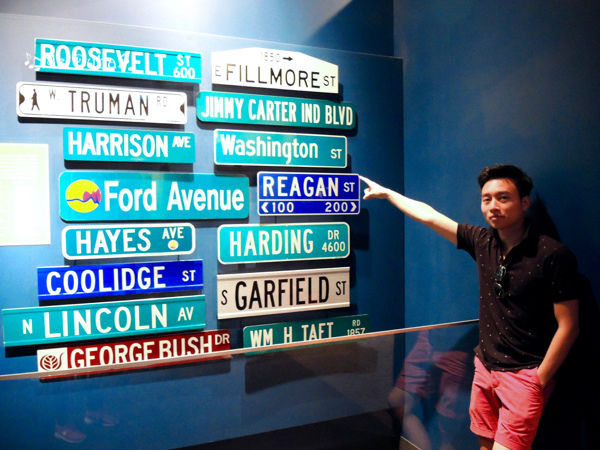 ROOSEVELT ST
600
1850 →
E FILLMORE ST
W TRUMAN RD
JIMMY CARTER IND BLVD
HARRISON AVE
Washington ST
Ford Avenue
REAGAN ST
<100 200>
HAYES AVE
HARDING DR
4600
COOLIDGE ST
S GARFIELD ST
N LINCOLN AV
WM H TAFT RD
1857
GEORGE BUSH DR